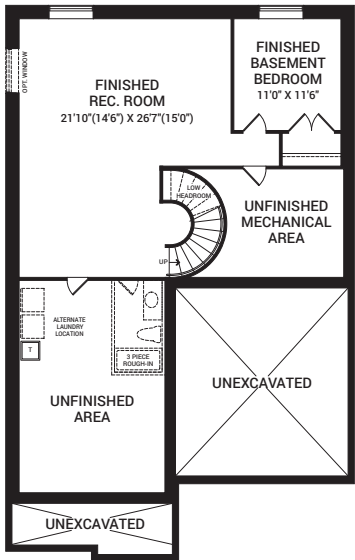 OPT. WINDOW
FINISHED
REC. ROOM
21'10"(14'6") X 26'7"(15'0")
FINISHED
BASEMENT
BEDROOM
11'0" X 11'6"
LOW
HEADROOM
UP
UNFINISHED
MECHANICAL
AREA
ALTERNATE
LAUNDRY
LOCATION
T
3 PIECE
ROUGH-IN
UNFINISHED
AREA
UNEXCAVATED
UNEXCAVATED